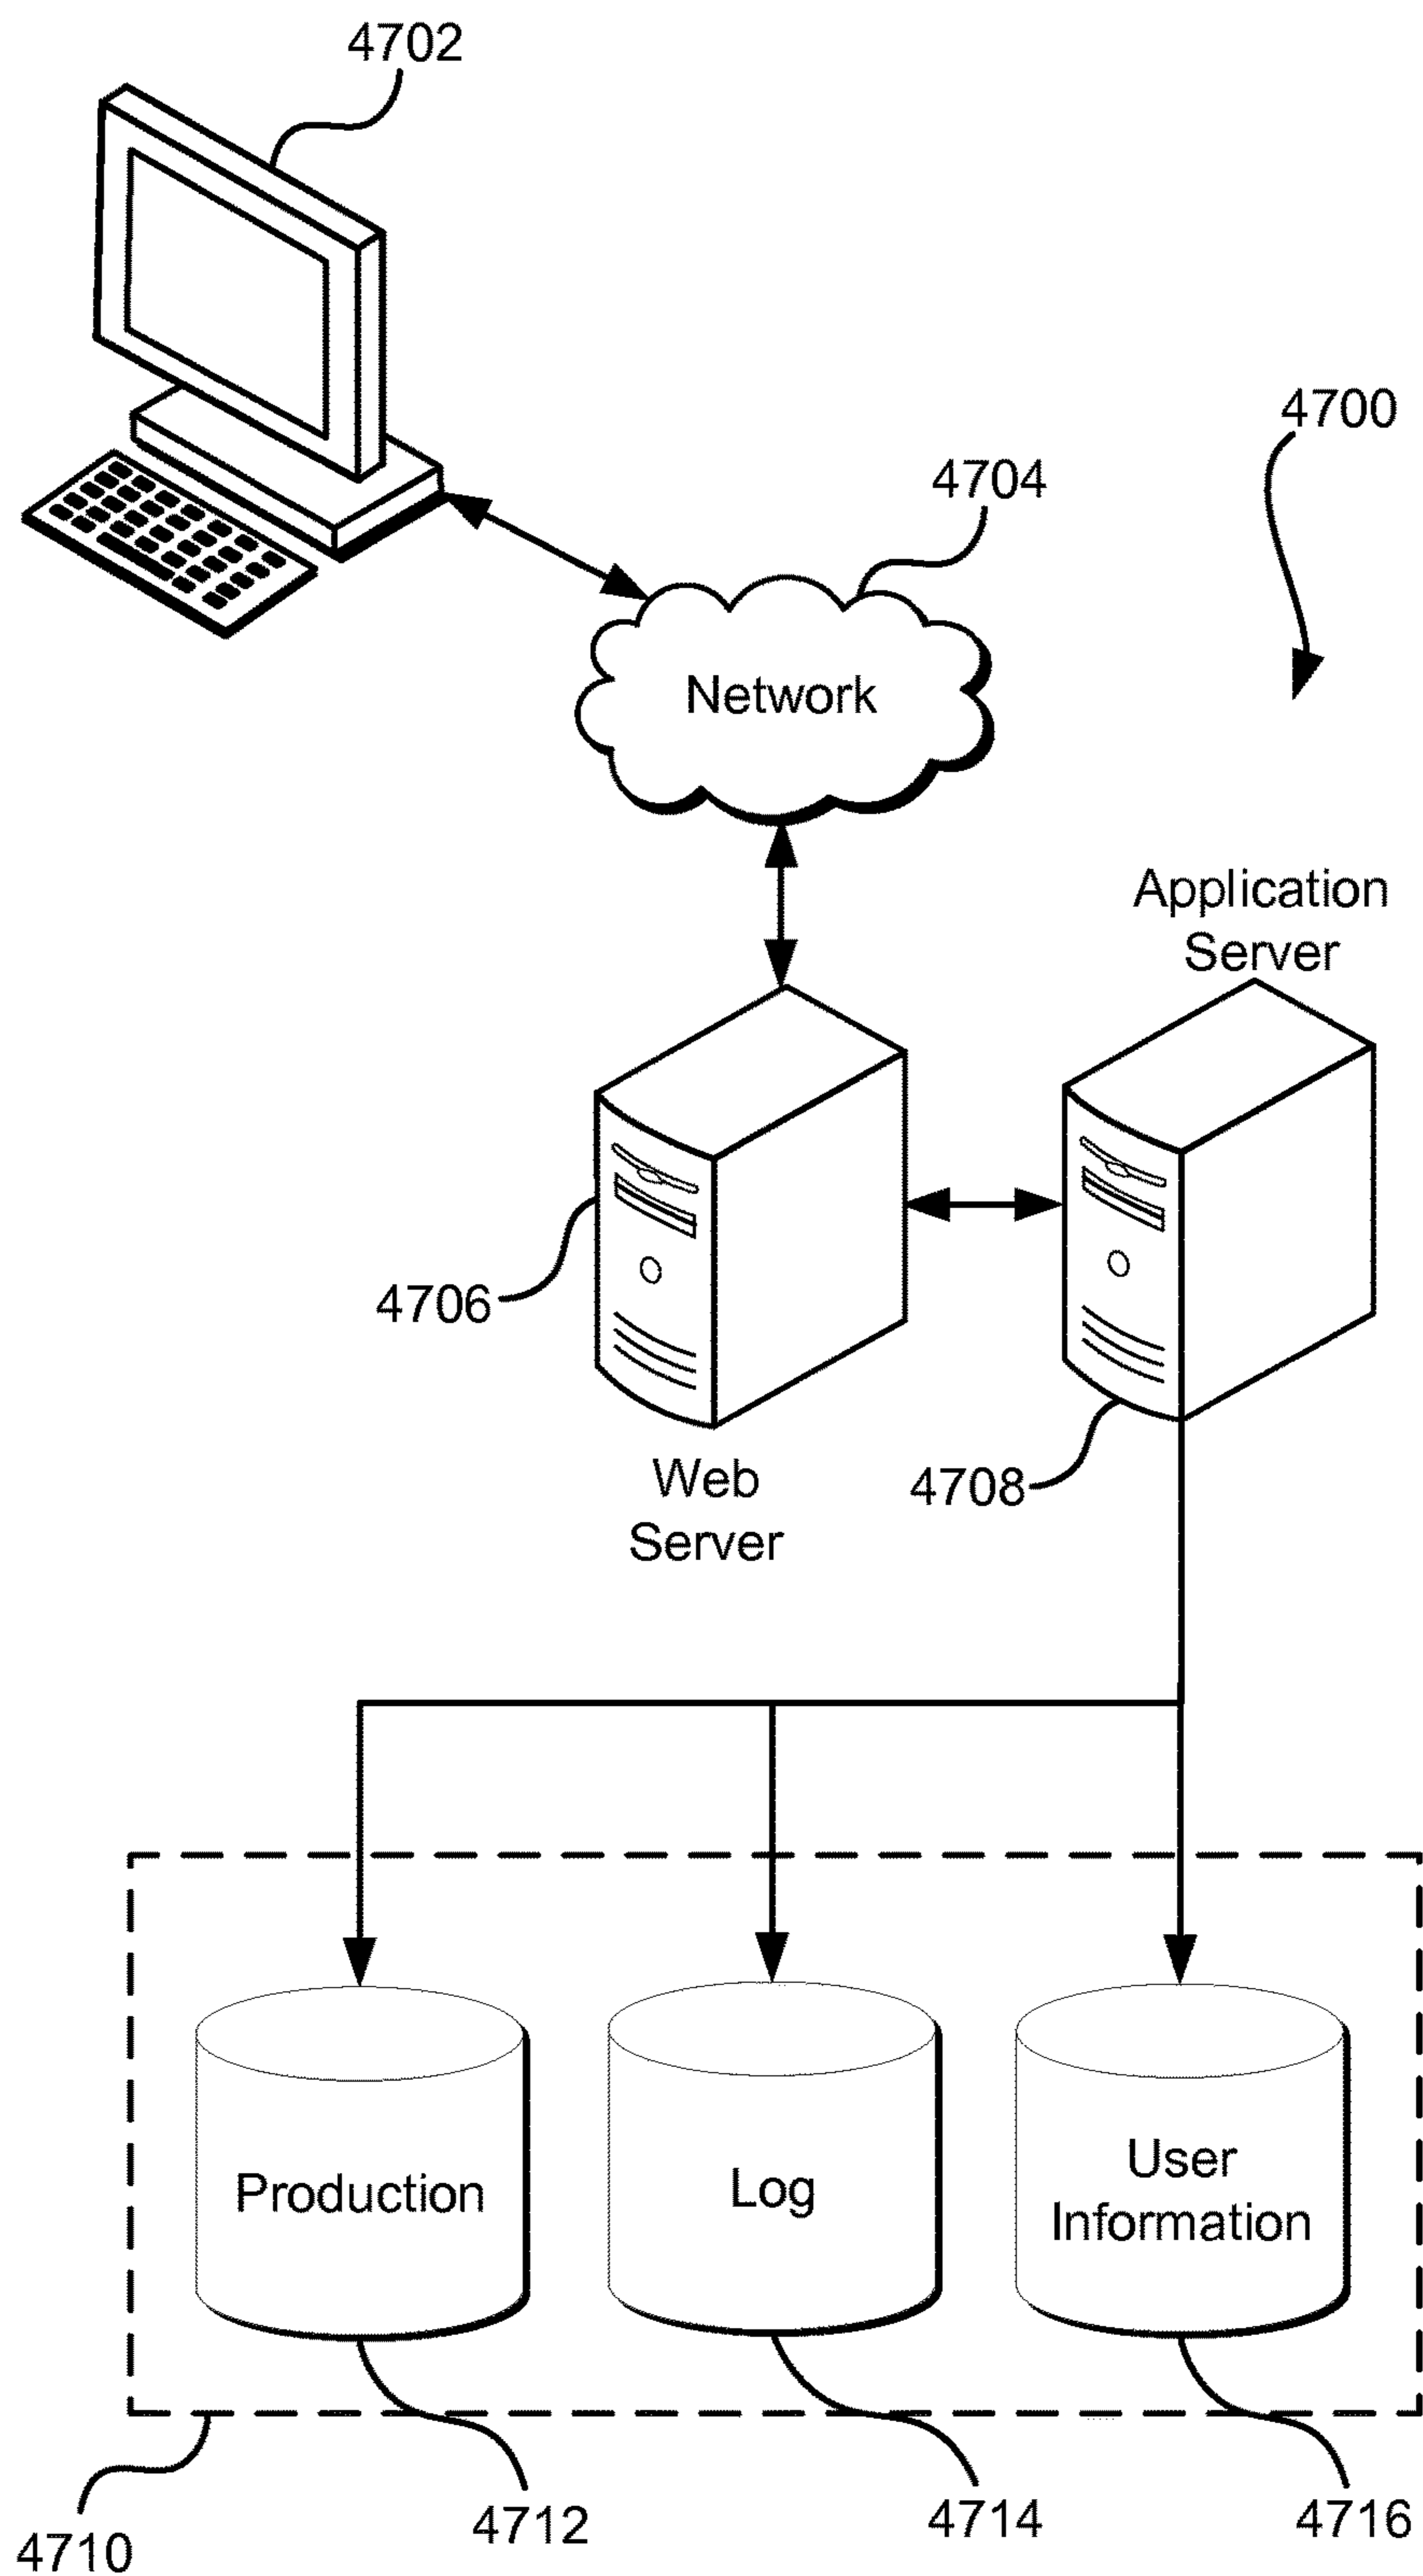 4702
4700
4704
Network
Application
Server
4706
4708
Web
Server
Production
Log
User
Information
4710
4712
4714
4716